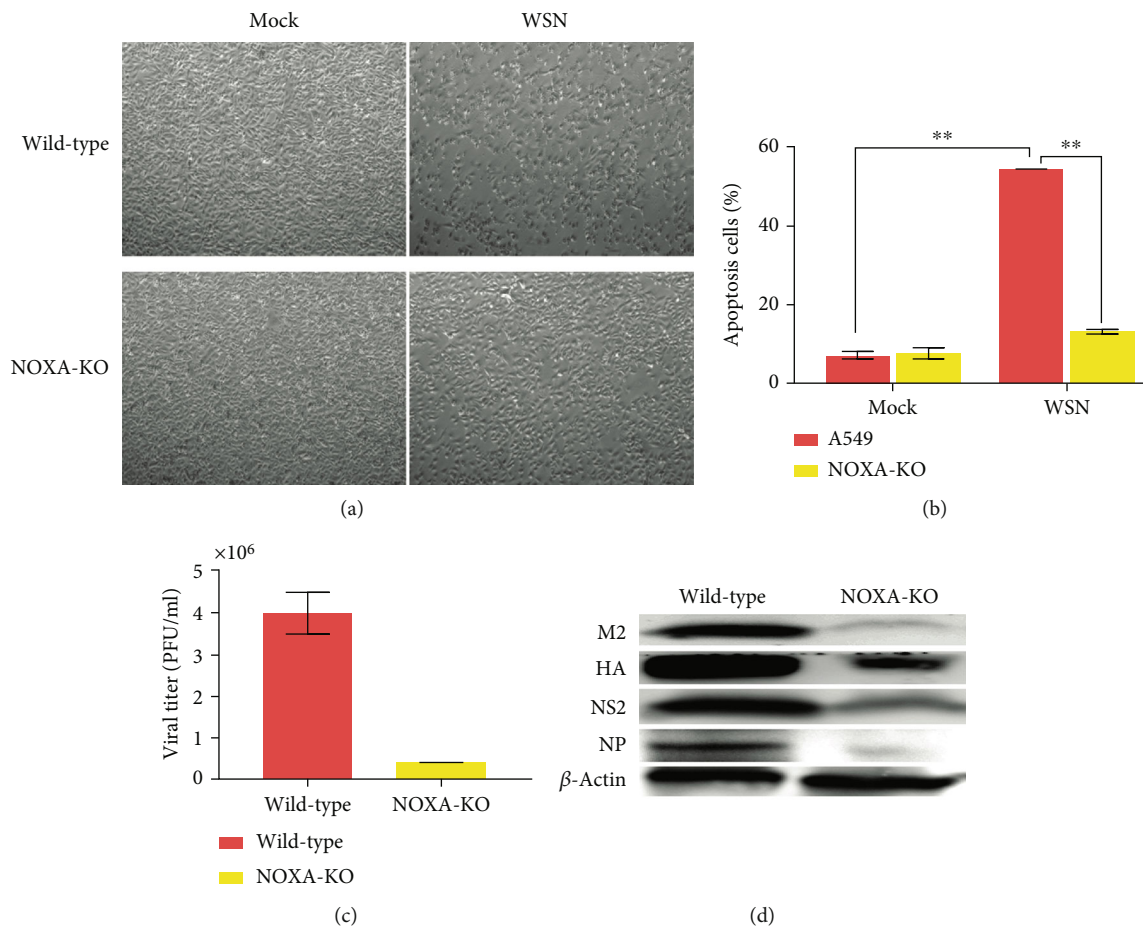 Mock WSN
Wild-type
NOXA-KO
(a)
Apoptosis cells (%)
60
40
20
0
** **
Mock WSN
A549
NOXA-KO
(b)
×10⁶
Viral titer (PFU/ml)
5
4
3
2
1
0
Wild-type NOXA-KO
Wild-type
NOXA-KO
(c)
Wild-type NOXA-KO
M2
HA
NS2
NP
β-Actin
(d)